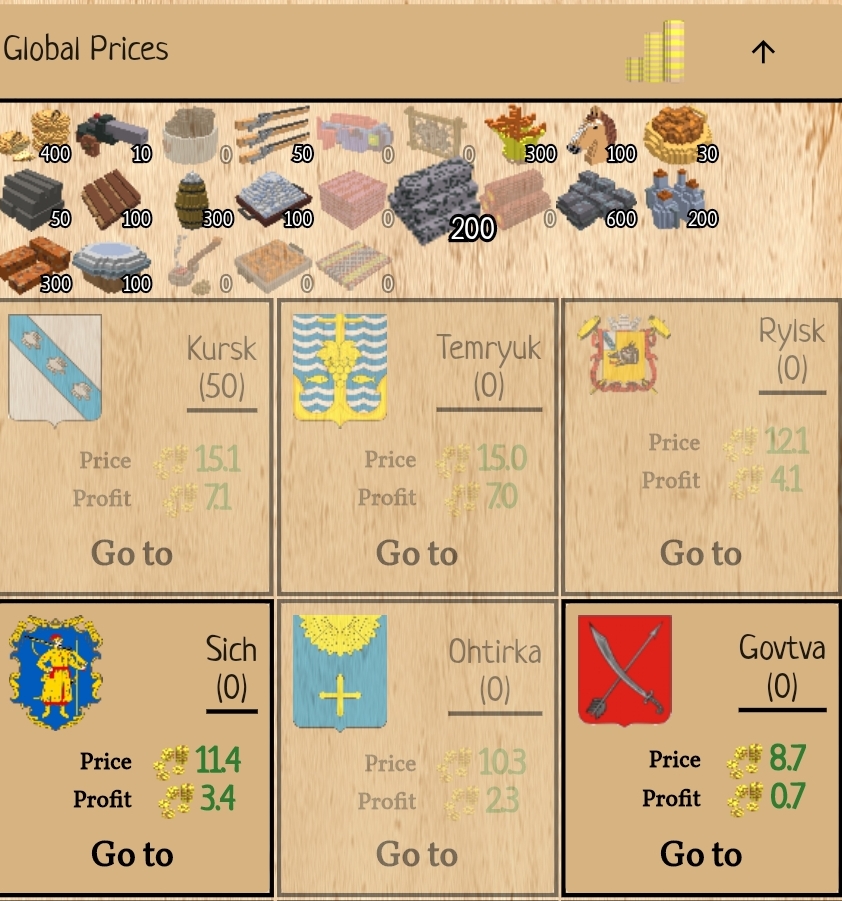 Global Prices
400 10 0 50 0 0 300 100 30
50 100 300 100 0 200 0 600 200
300 100 0 0 0
Kursk
(50)
Price 15.1
Profit 7.1
Go to
Temryuk
(0)
Price 15.0
Profit 7.0
Go to
Rylsk
(0)
Price 12.1
Profit 4.1
Go to
Sich
(0)
Price 11.4
Profit 3.4
Go to
Ohtirka
(0)
Price 10.3
Profit 2.3
Go to
Govtva
(0)
Price 8.7
Profit 0.7
Go to